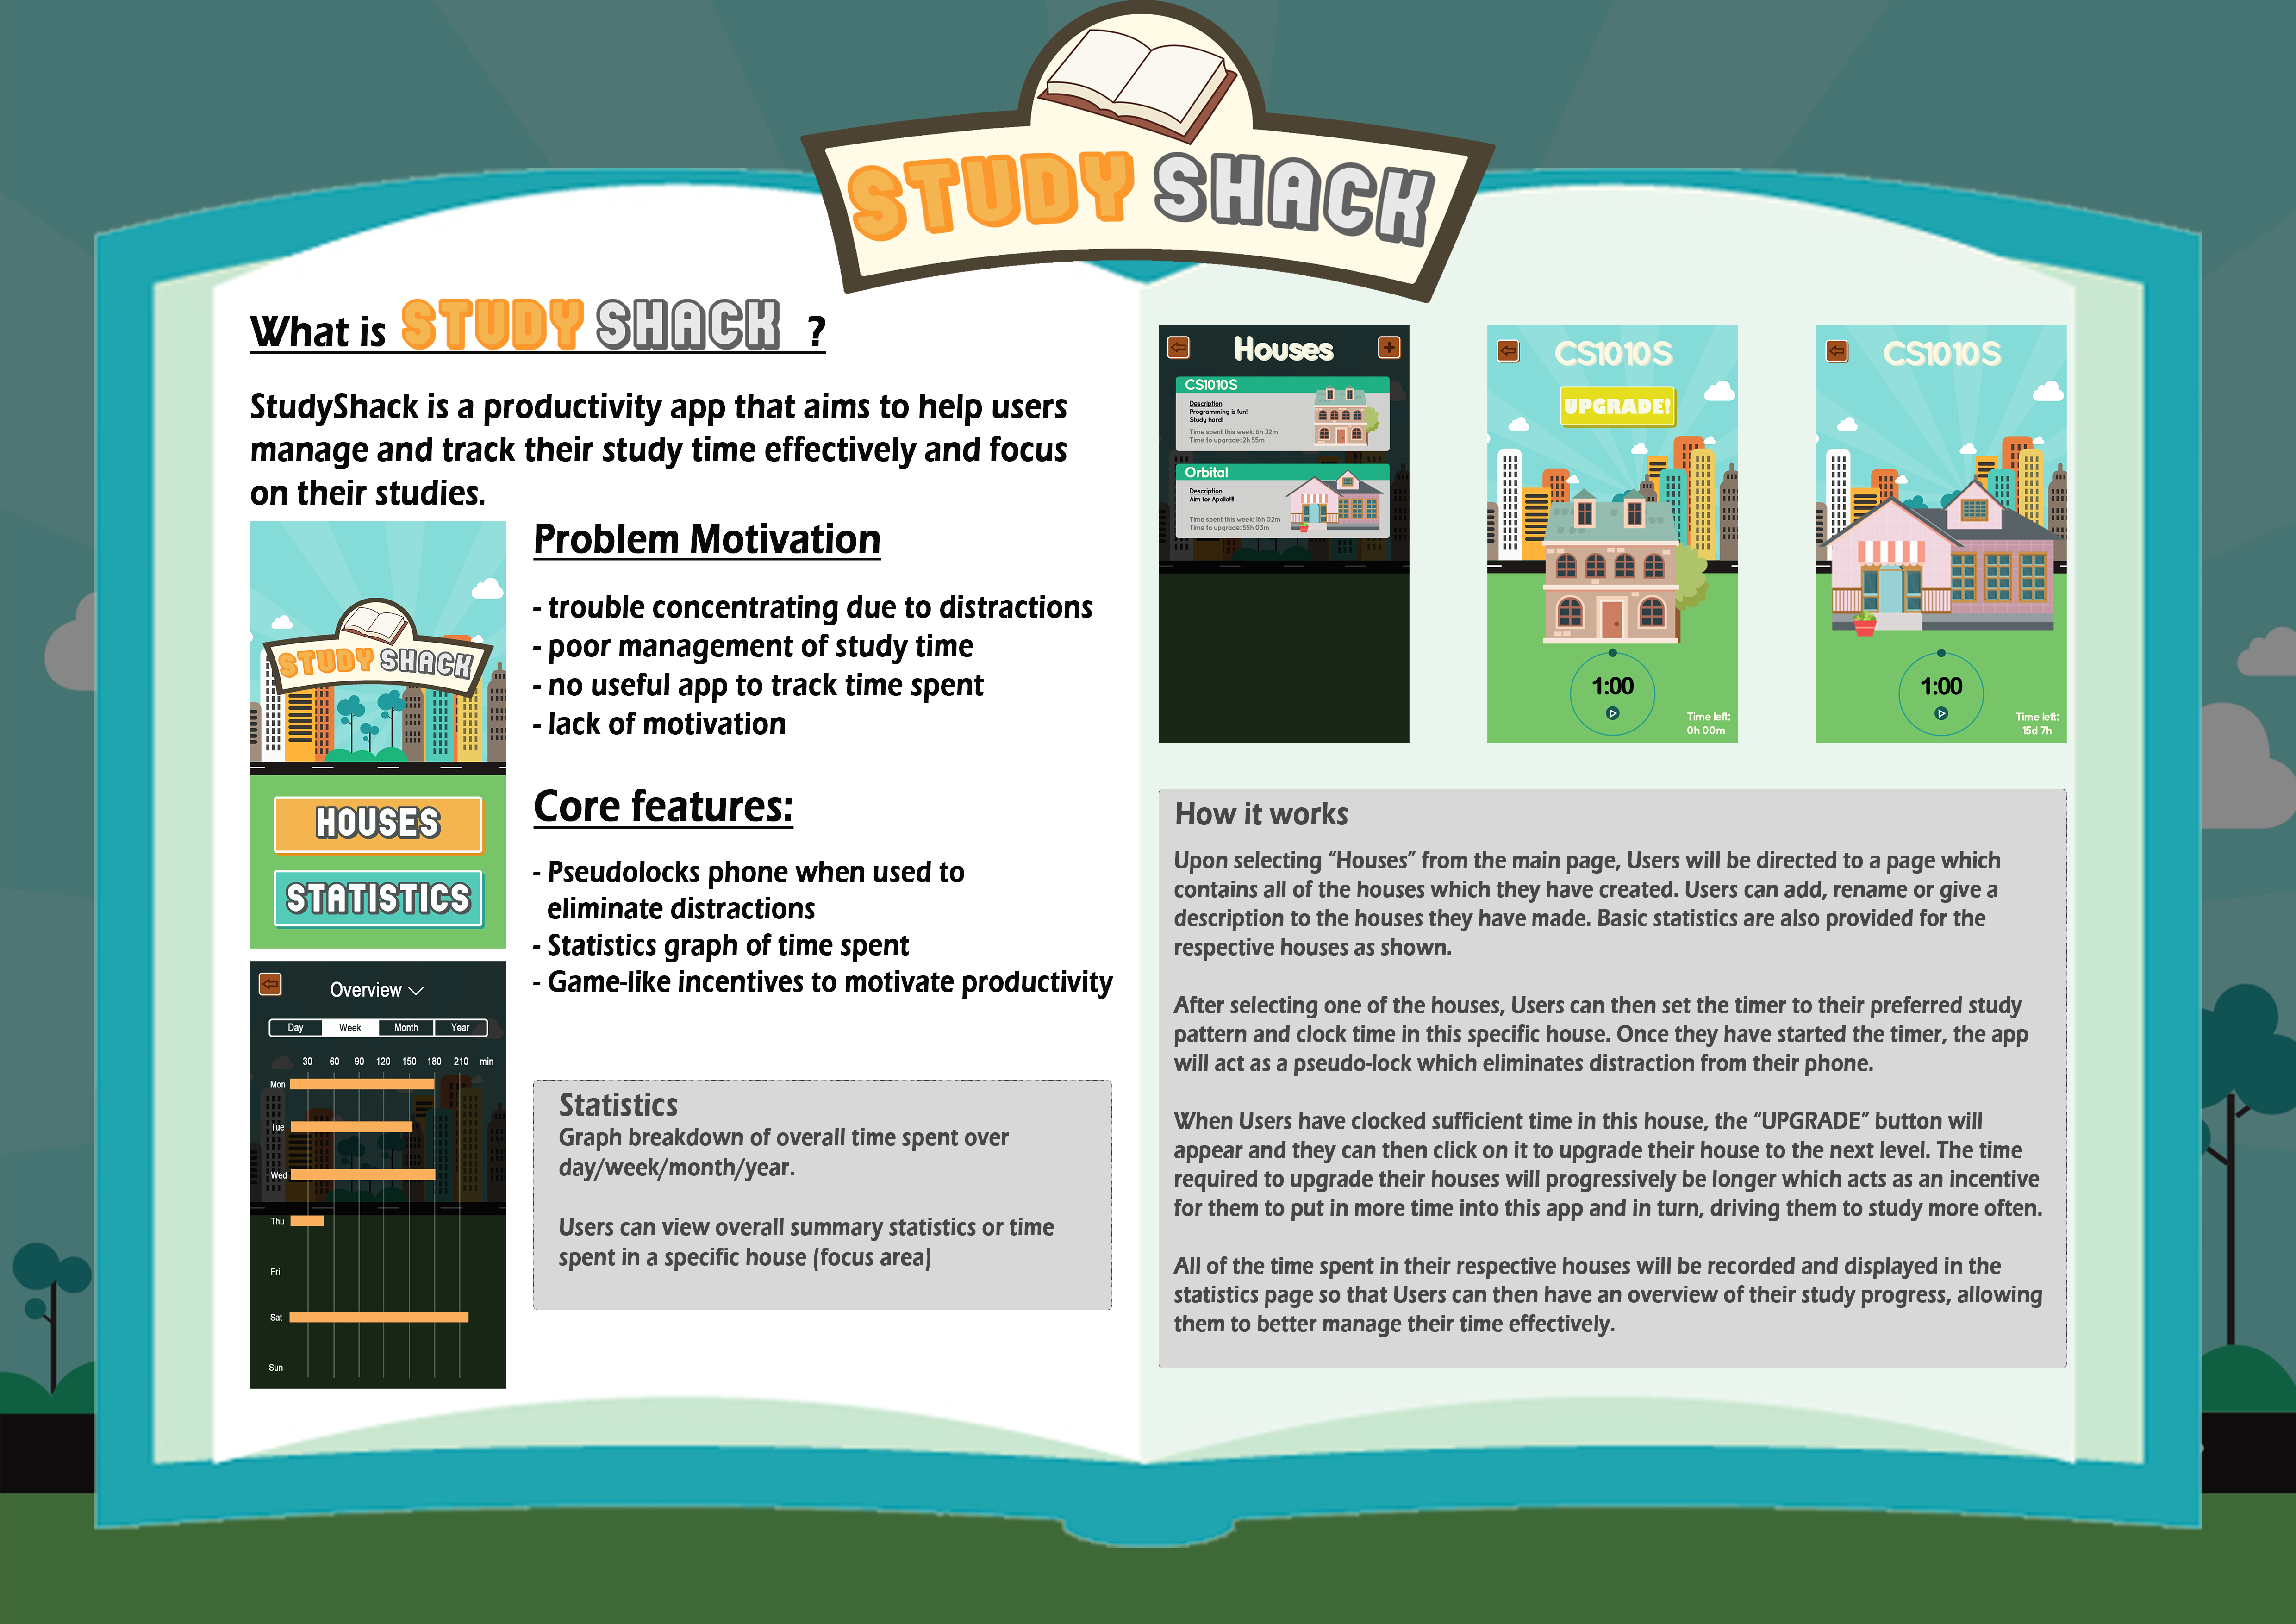 STUDY SHACK
What is STUDY SHACK ?
StudyShack is a productivity app that aims to help users
manage and track their study time effectively and focus
on their studies.
STUDY SHACK
HOUSES
STATISTICS
Problem Motivation
- trouble concentrating due to distractions
- poor management of study time
- no useful app to track time spent
- lack of motivation
Core features:
- Pseudolocks phone when used to
eliminate distractions
- Statistics graph of time spent
- Game-like incentives to motivate productivity
Overview
Day Week Month Year
30 60 90 120 150 180 210 min
Mon
Tue
Wed
Thu
Fri
Sat
Sun
Statistics
Graph breakdown of overall time spent over
day/week/month/year.
Users can view overall summary statistics or time
spent in a specific house (focus area)
Houses
CS1010S
Description
Programming is fun!
Study hard!
Time spent this week: 6h 32m
Time to upgrade: 2h 55m
Orbital
Description
Aim for Apollo!!!!
Time spent this week: 18h 02m
Time to upgrade: 55h 03m
CS1010S
UPGRADE!
1:00
Time left:
0h 00m
CS1010S
1:00
Time left:
15d 7h
How it works
Upon selecting “Houses” from the main page, Users will be directed to a page which
contains all of the houses which they have created. Users can add, rename or give a
description to the houses they have made. Basic statistics are also provided for the
respective houses as shown.
After selecting one of the houses, Users can then set the timer to their preferred study
pattern and clock time in this specific house. Once they have started the timer, the app
will act as a pseudo-lock which eliminates distraction from their phone.
When Users have clocked sufficient time in this house, the “UPGRADE” button will
appear and they can then click on it to upgrade their house to the next level. The time
required to upgrade their houses will progressively be longer which acts as an incentive
for them to put in more time into this app and in turn, driving them to study more often.
All of the time spent in their respective houses will be recorded and displayed in the
statistics page so that Users can then have an overview of their study progress, allowing
them to better manage their time effectively.